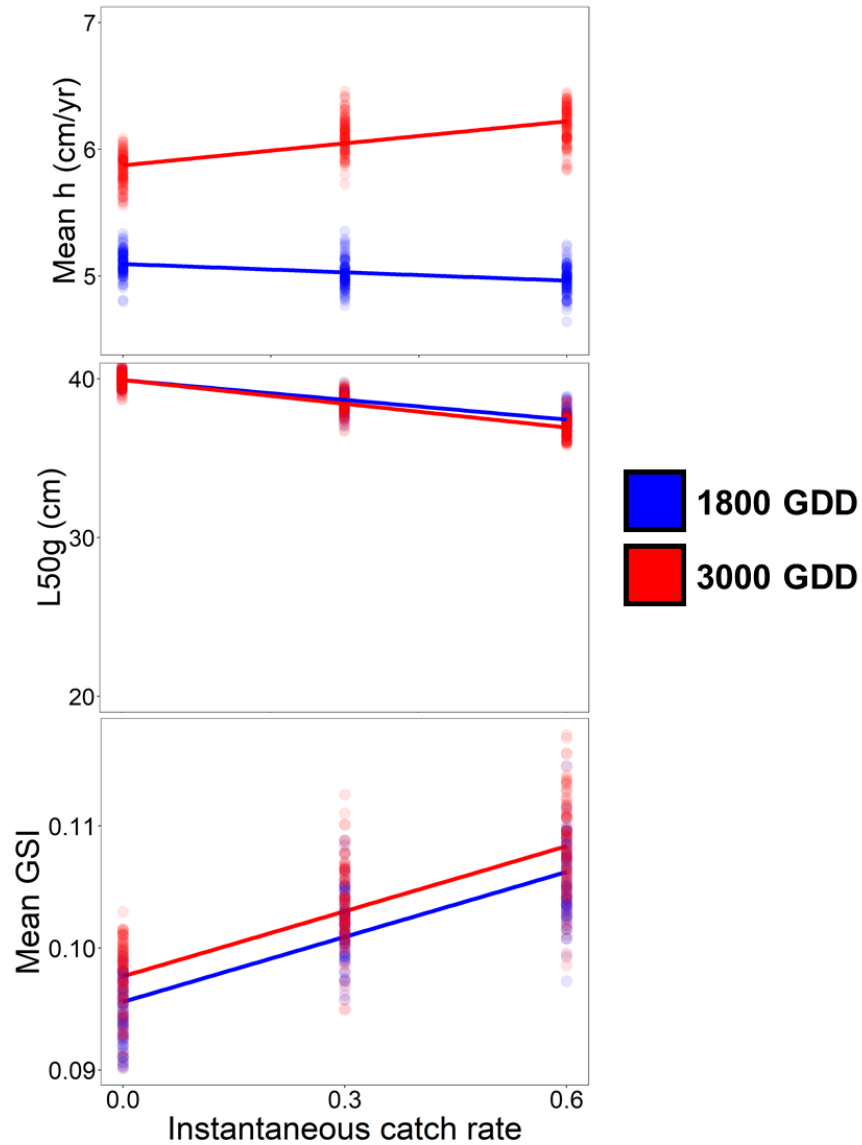 Mean h (cm/yr)
7
6
5
L50g (cm)
40
30
20
1800 GDD
3000 GDD
Mean GSI
0.11
0.10
0.09
0.0 0.3 0.6
Instantaneous catch rate